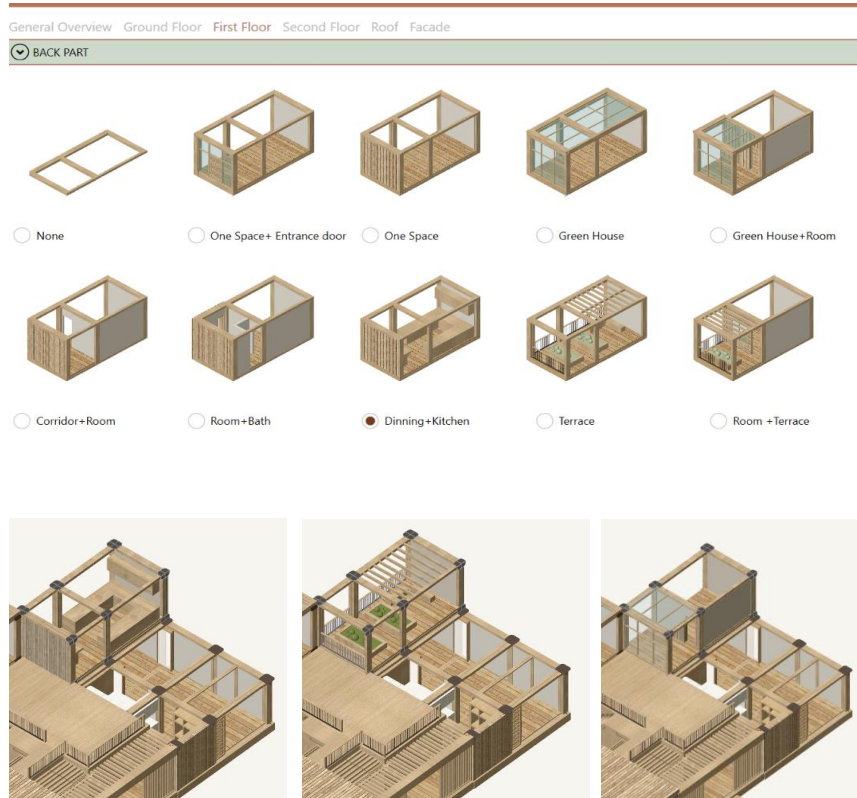 General Overview Ground Floor First Floor Second Floor Roof Facade
BACK PART
None
One Space+ Entrance door
One Space
Green House
Green House+Room
Corridor+Room
Room+Bath
Dinning+Kitchen
Terrace
Room +Terrace